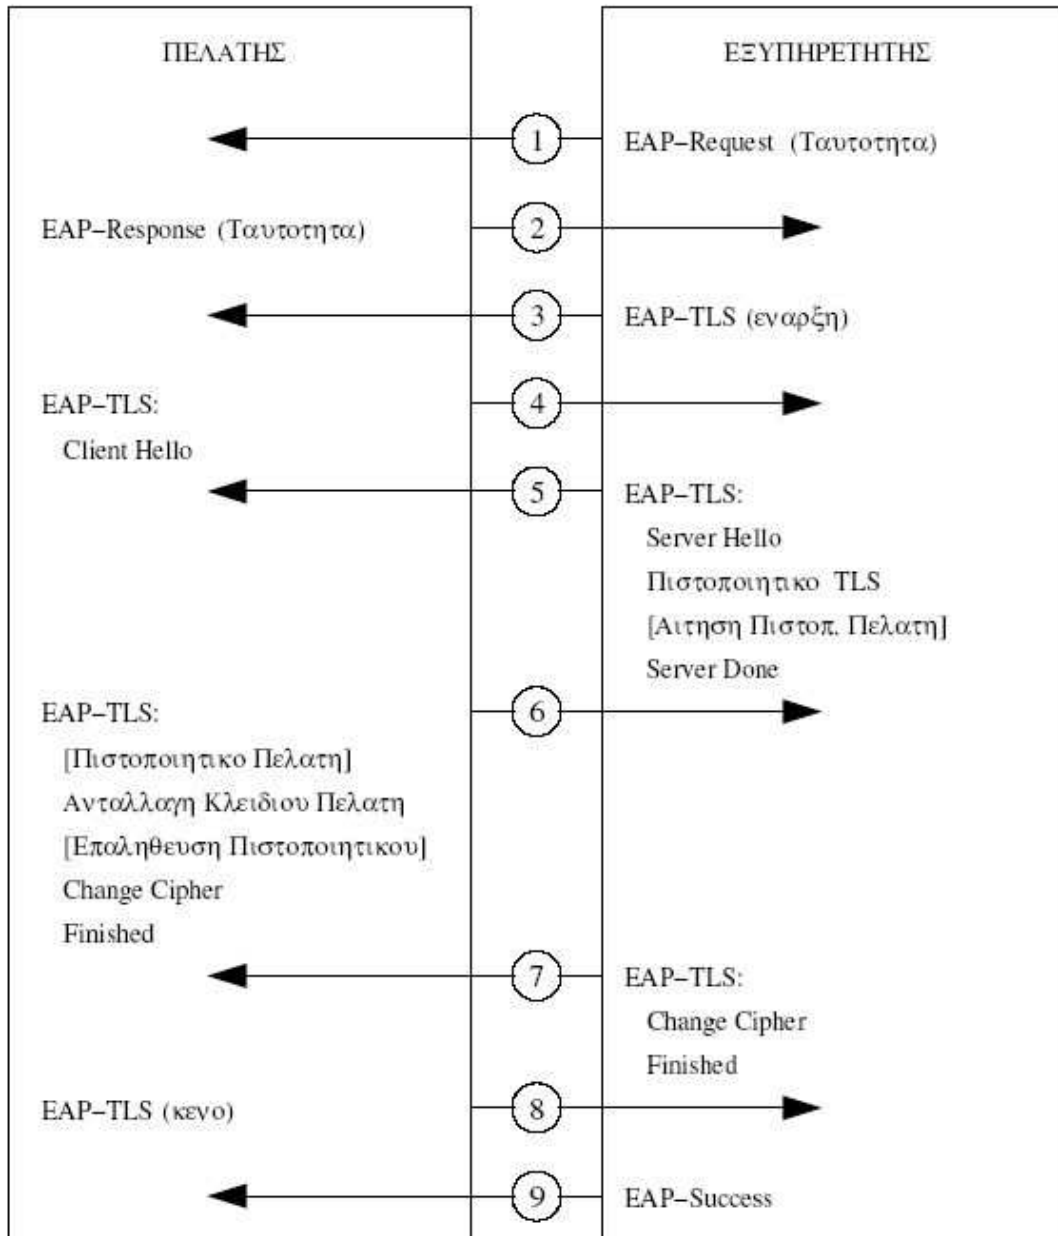 ΠΕΛΑΤΗΣ
ΕΞΥΠΗΡΕΤΗΤΗΣ
1
EAP–Request (Ταυτοτητα)
EAP–Response (Ταυτοτητα)
2
3
EAP–TLS (εναρξη)
EAP–TLS:
4
Client Hello
5
EAP–TLS:
Server Hello
Πιστοποιητικο TLS
[Αιτηση Πιστοπ. Πελατη]
Server Done
EAP–TLS:
6
[Πιστοποιητικο Πελατη]
Ανταλλαγη Κλειδιου Πελατη
[Επαληθευση Πιστοποιητικου]
Change Cipher
Finished
7
EAP–TLS:
Change Cipher
Finished
EAP–TLS (κενο)
8
9
EAP–Success